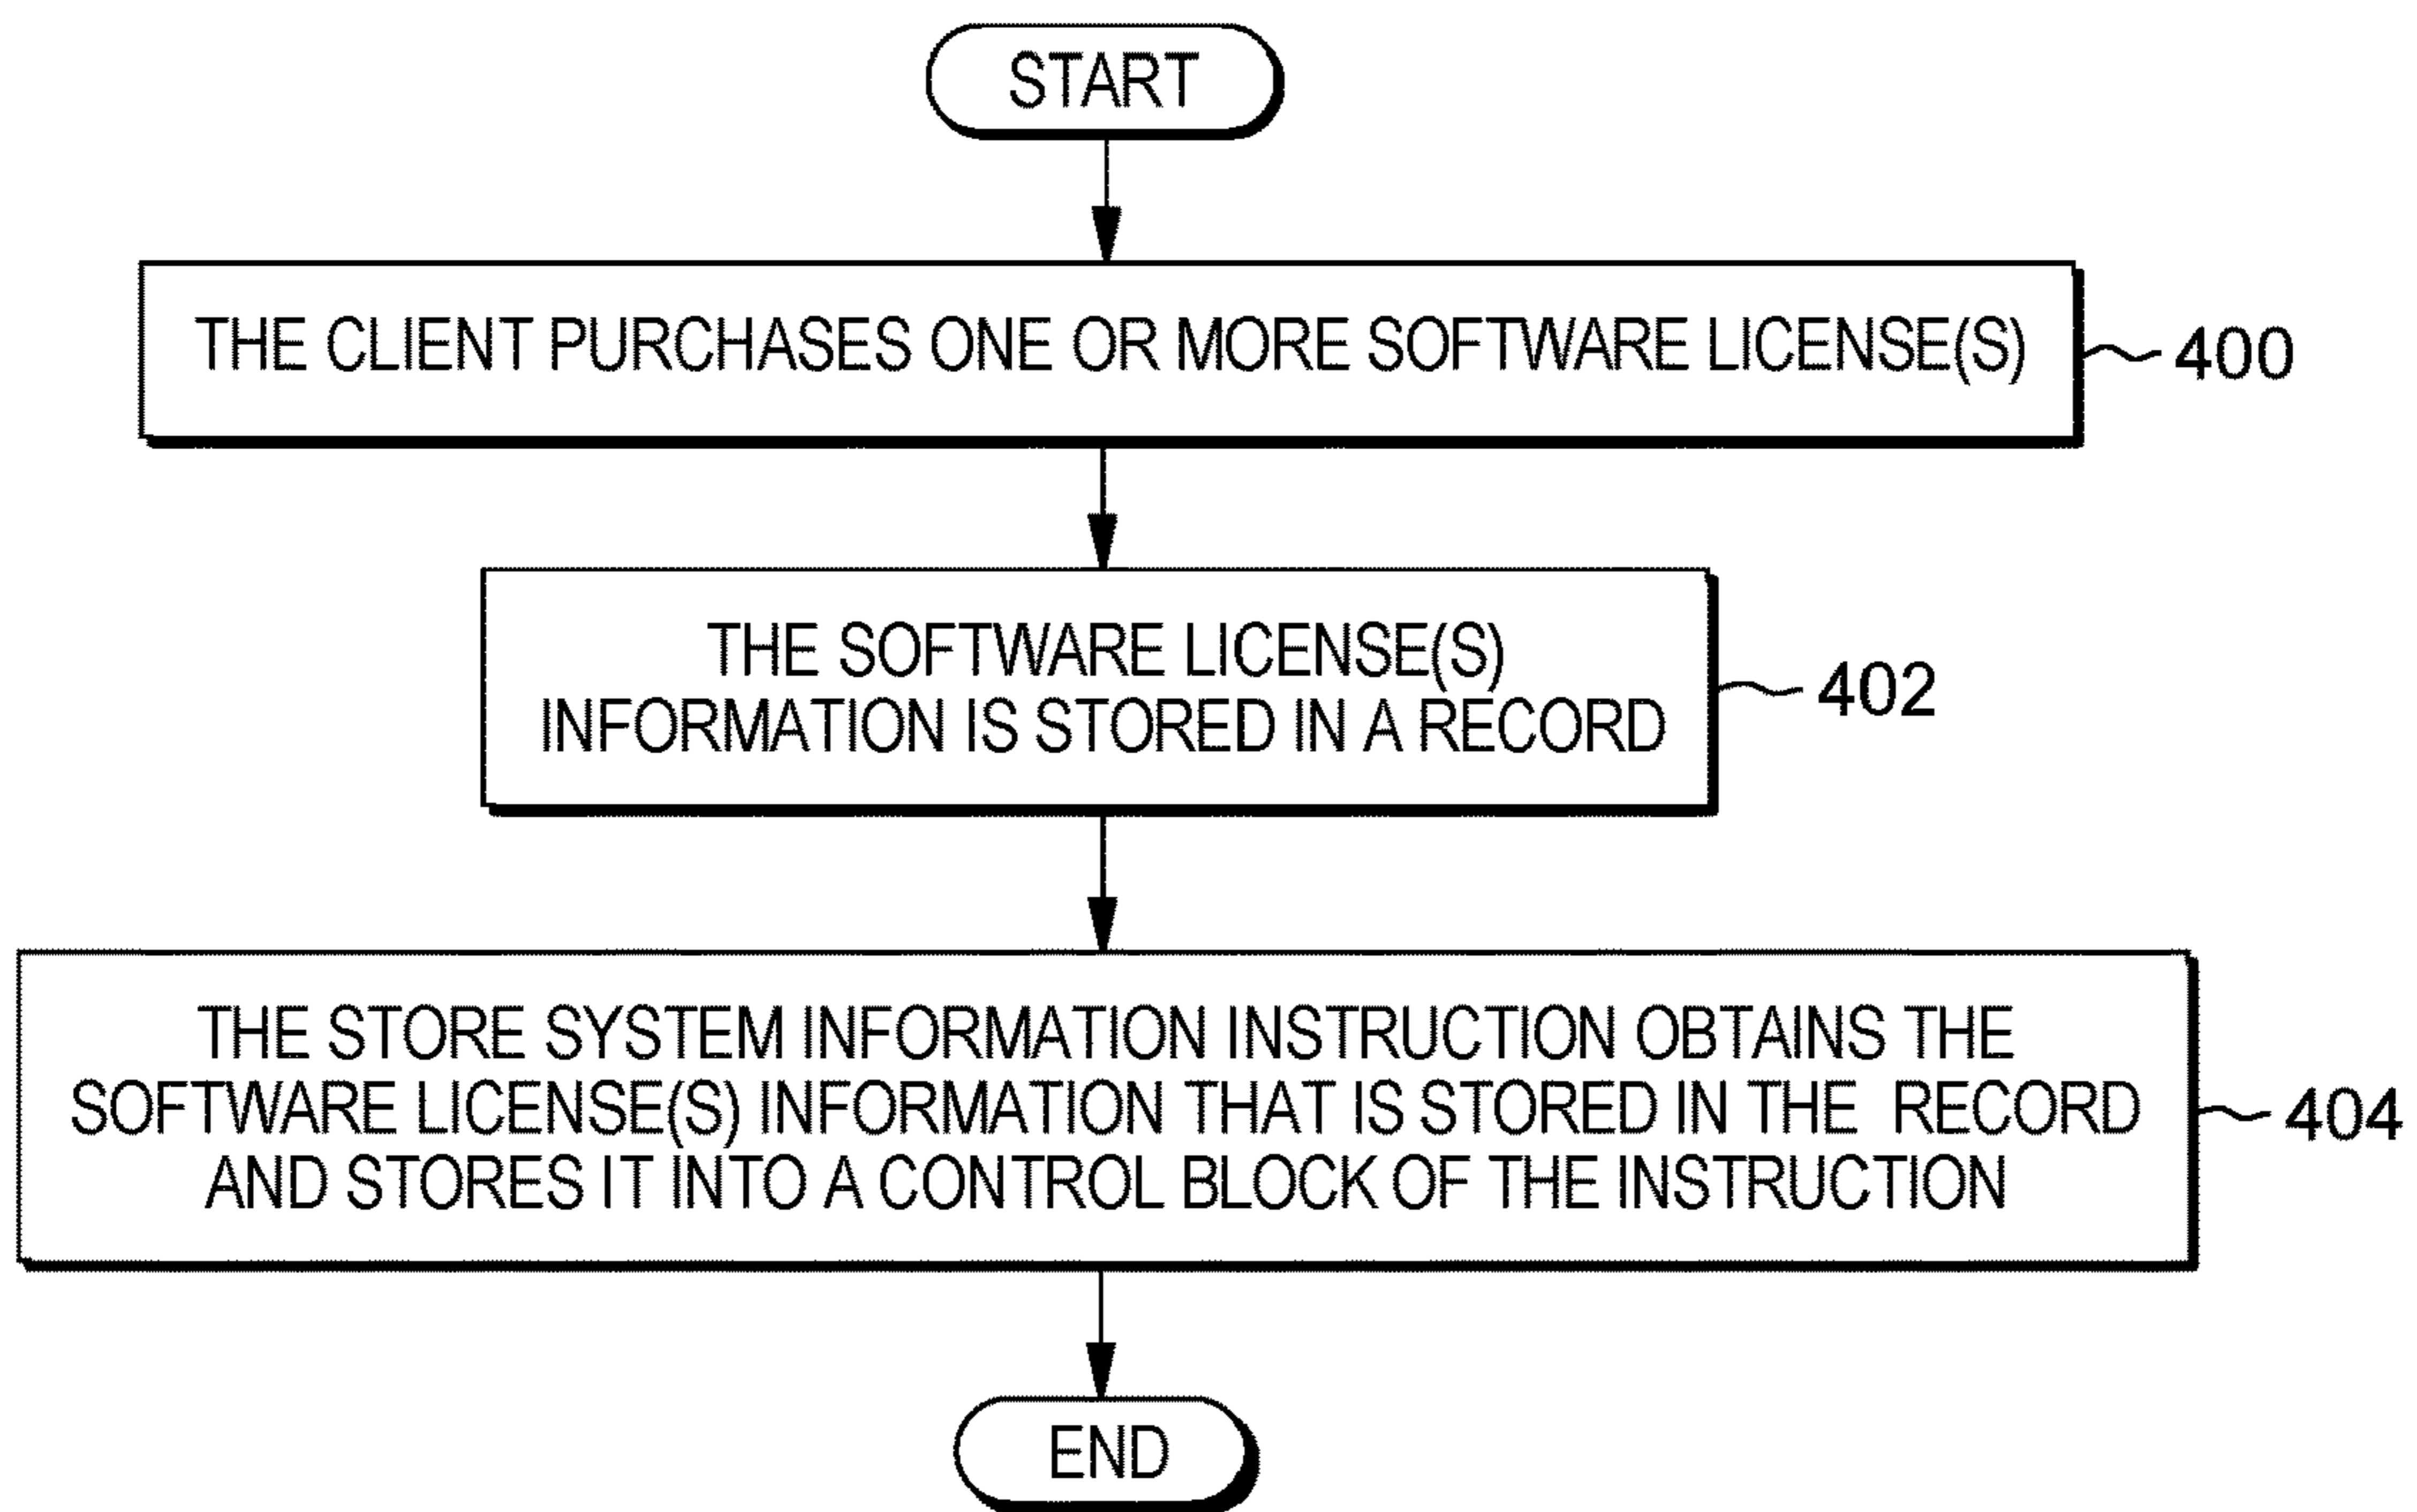 START
THE CLIENT PURCHASES ONE OR MORE SOFTWARE LICENSE(S)
400
THE SOFTWARE LICENSE(S)
INFORMATION IS STORED IN A RECORD
402
THE STORE SYSTEM INFORMATION INSTRUCTION OBTAINS THE
SOFTWARE LICENSE(S) INFORMATION THAT IS STORED IN THE RECORD
AND STORES IT INTO A CONTROL BLOCK OF THE INSTRUCTION
404
END